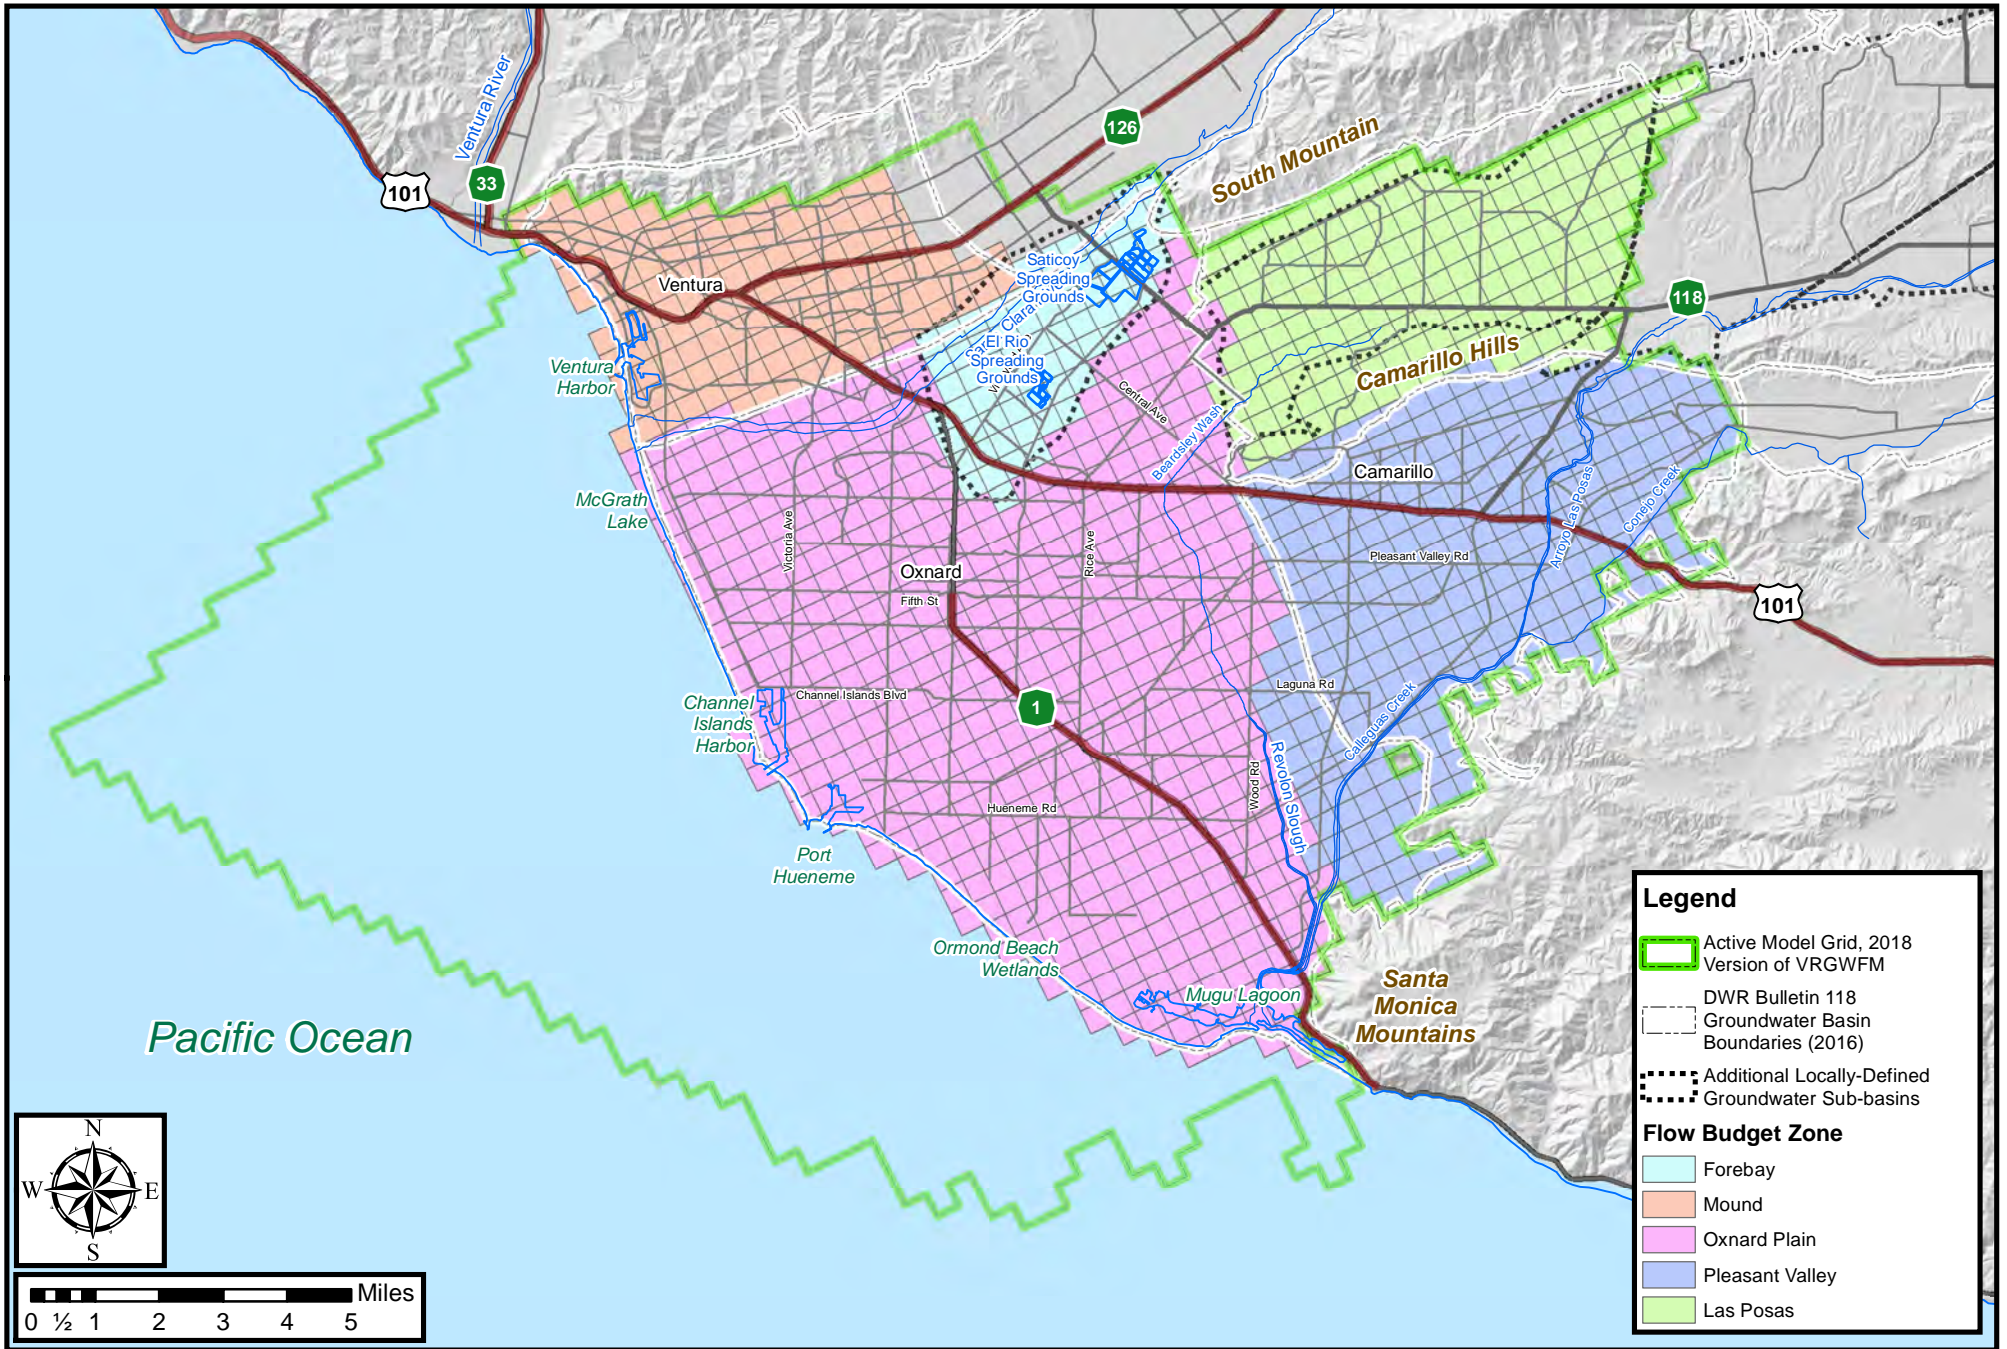 Ventura River
126
33
101
South Mountain
Saticoy
Spreading
Grounds
Ventura
118
El Rio
Spreading
Grounds
Camarillo Hills
Ventura
Harbor
Central Ave
Beardsley Wash
Camarillo
McGrath
Lake
Victoria Ave
Rice Ave
Arroyo Las Posas
Conejo Creek
Pleasant Valley Rd
Oxnard
Fifth St
101
Laguna Rd
Channel Islands Blvd
Channel
Islands
Harbor
1
Calleguas Creek
Revolon Slough
Wood Rd
Hueneme Rd
Port
Hueneme
Ormond Beach
Wetlands
Mugu Lagoon
Santa
Monica
Mountains
Pacific Ocean
Legend
Active Model Grid, 2018
Version of VRGWFM
DWR Bulletin 118
Groundwater Basin
Boundaries (2016)
Additional Locally-Defined
Groundwater Sub-basins
Flow Budget Zone
Forebay
Mound
Oxnard Plain
Pleasant Valley
Las Posas
N
W E
S
Miles
0 ½ 1 2 3 4 5